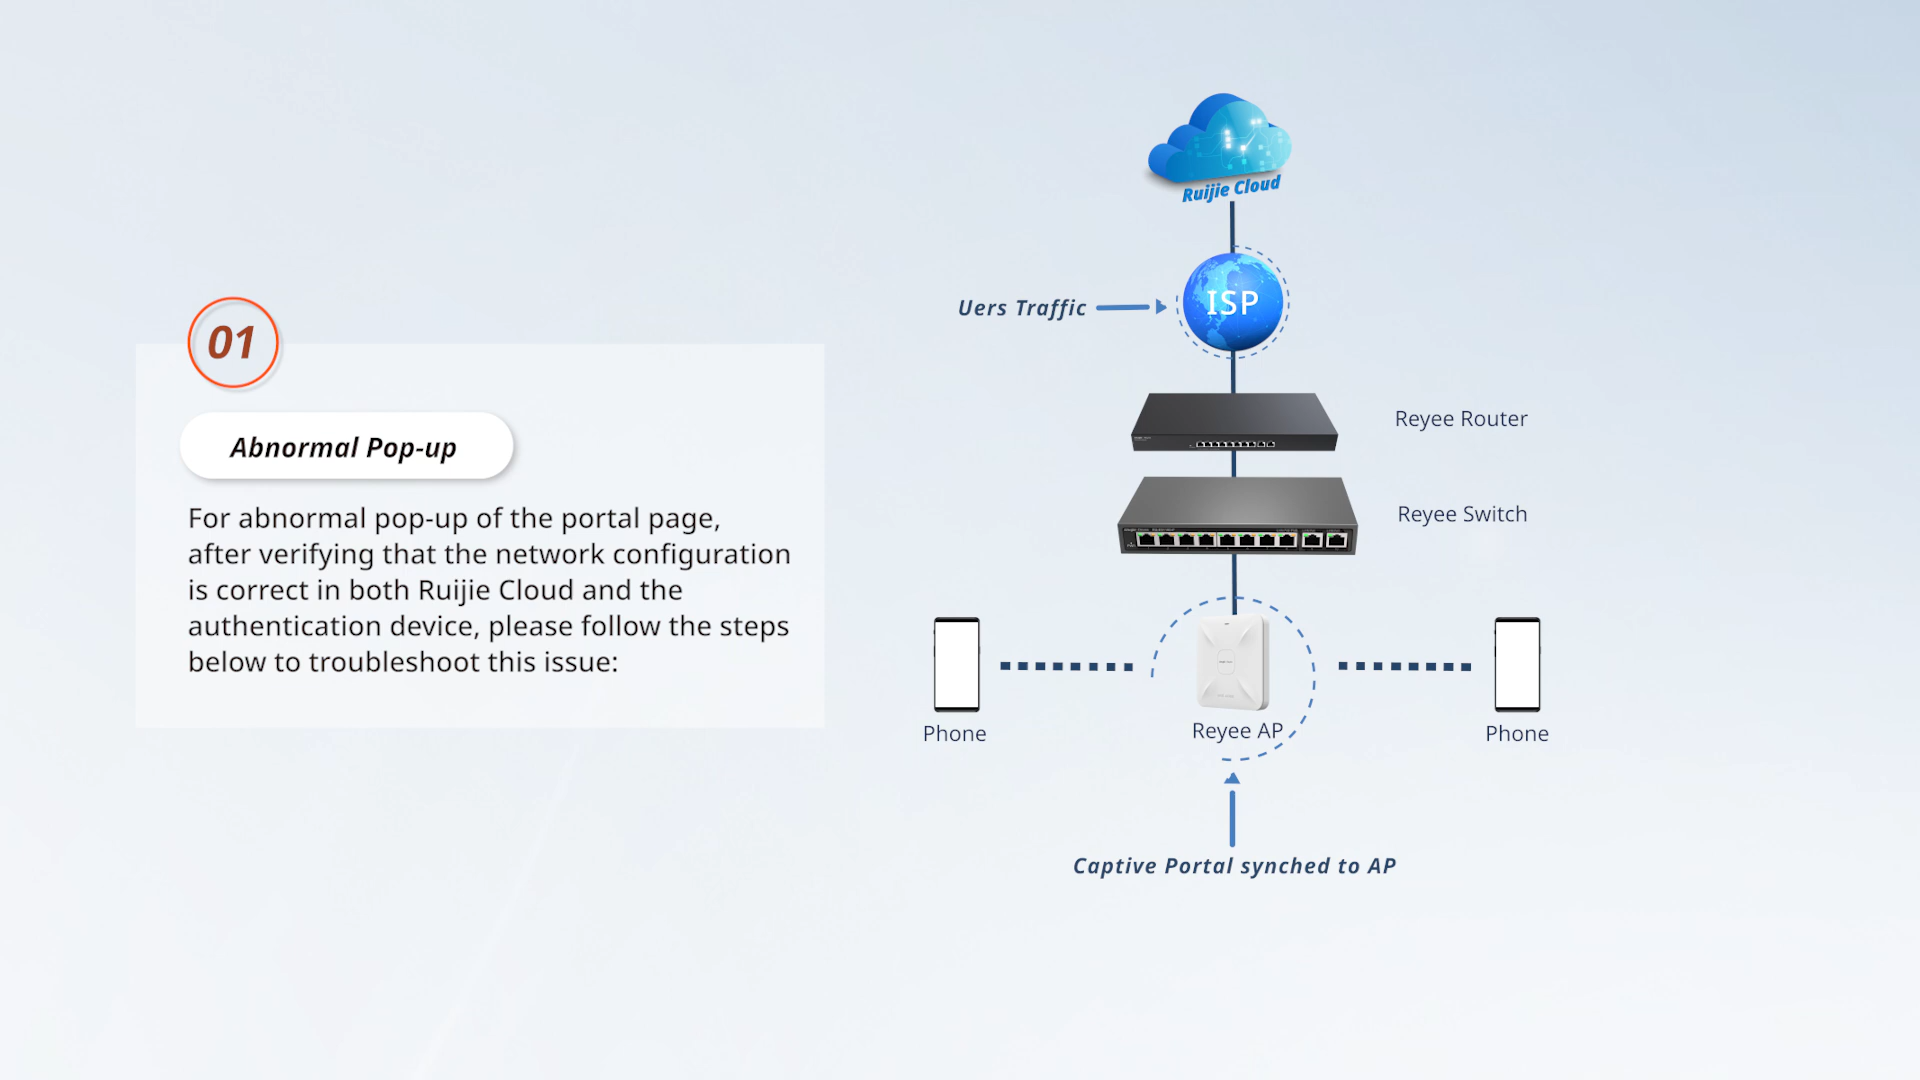 01
Abnormal Pop-up
For abnormal pop-up of the portal page,
after verifying that the network configuration
is correct in both Ruijie Cloud and the
authentication device, please follow the steps
below to troubleshoot this issue:
Ruijie Cloud
Uers Traffic
ISP
Reyee Router
Reyee Switch
Phone
Reyee AP
Phone
Captive Portal synched to AP